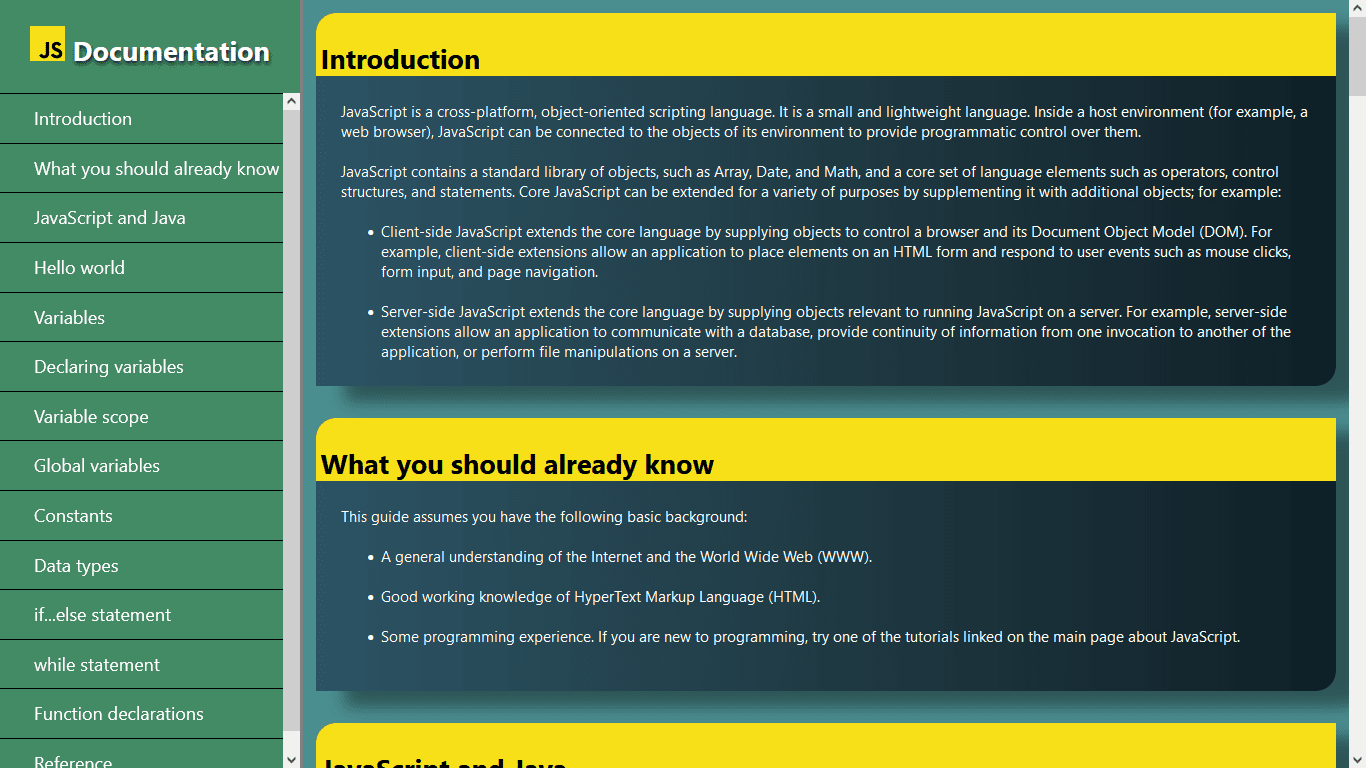 JS Documentation
Introduction
What you should already know
JavaScript and Java
Hello world
Variables
Declaring variables
Variable scope
Global variables
Constants
Data types
if...else statement
while statement
Function declarations
Reference
Introduction
JavaScript is a cross-platform, object-oriented scripting language. It is a small and lightweight language. Inside a host environment (for example, a
web browser), JavaScript can be connected to the objects of its environment to provide programmatic control over them.
JavaScript contains a standard library of objects, such as Array, Date, and Math, and a core set of language elements such as operators, control
structures, and statements. Core JavaScript can be extended for a variety of purposes by supplementing it with additional objects; for example:
• Client-side JavaScript extends the core language by supplying objects to control a browser and its Document Object Model (DOM). For
example, client-side extensions allow an application to place elements on an HTML form and respond to user events such as mouse clicks,
form input, and page navigation.
• Server-side JavaScript extends the core language by supplying objects relevant to running JavaScript on a server. For example, server-side
extensions allow an application to communicate with a database, provide continuity of information from one invocation to another of the
application, or perform file manipulations on a server.
What you should already know
This guide assumes you have the following basic background:
• A general understanding of the Internet and the World Wide Web (WWW).
• Good working knowledge of HyperText Markup Language (HTML).
• Some programming experience. If you are new to programming, try one of the tutorials linked on the main page about JavaScript.
JavaScript and Java